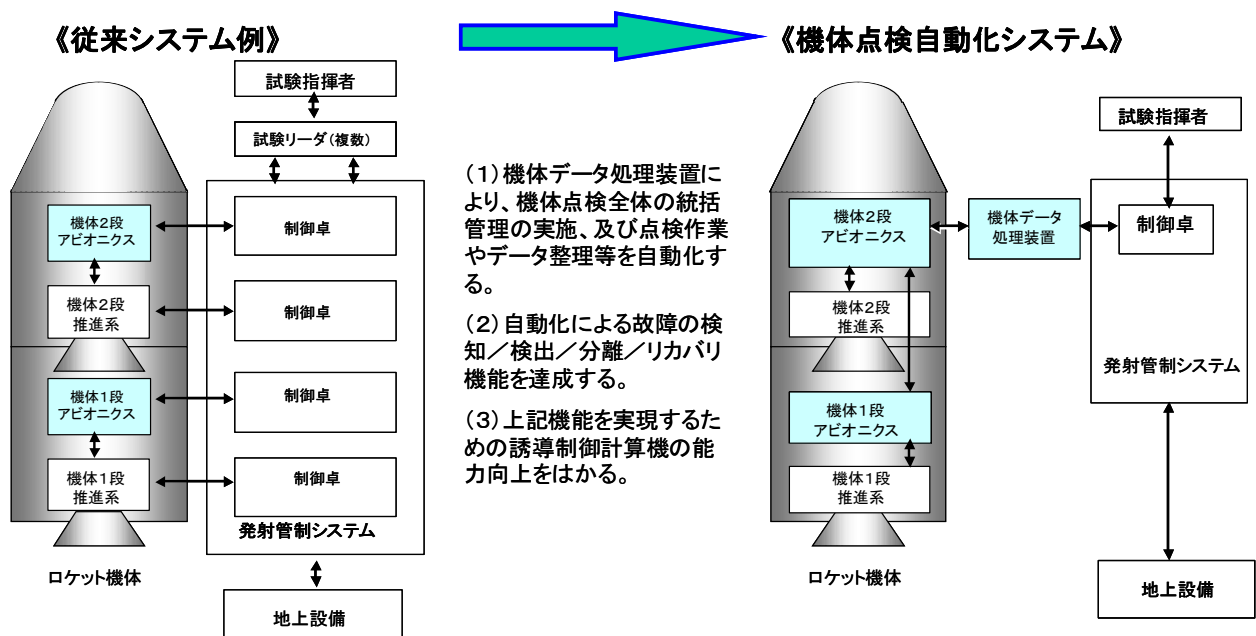 《従来システム例》
《機体点検自動化システム》
試験指揮者
試験リーダ(複数)
機体2段
アビオニクス
制御卓
機体2段
推進系
制御卓
機体1段
アビオニクス
制御卓
機体1段
推進系
制御卓
発射管制システム
ロケット機体
地上設備
(1)機体データ処理装置に
より、機体点検全体の統括
管理の実施、及び点検作業
やデータ整理等を自動化す
る。
(2)自動化による故障の検
知/検出/分離/リカバリ
機能を達成する。
(3)上記機能を実現するた
めの誘導制御計算機の能
力向上をはかる。
試験指揮者
機体2段
アビオニクス
機体データ
処理装置
制御卓
機体2段
推進系
発射管制システム
機体1段
アビオニクス
機体1段
推進系
ロケット機体
地上設備